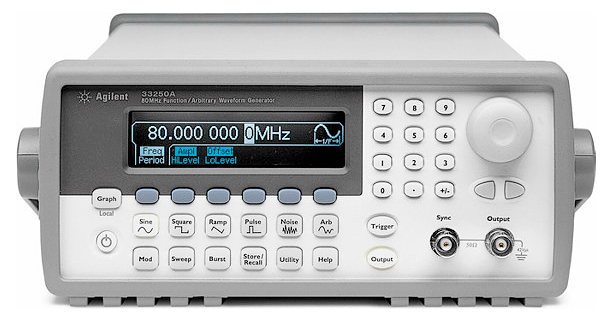 Agilent
33250A
80MHz Function / Arbitrary Waveform Generator
80.000 000 0MHz
Freq Ampl Offset
Period HiLevel LoLevel
1/F
7 8 9
4 5 6
1 2 3
0 . +/-
Graph
Local
Sine Square Ramp Pulse Noise Arb
Mod Sweep Burst Store/ Recall Utility Help
Trigger
Output
Sync Output
50Ω